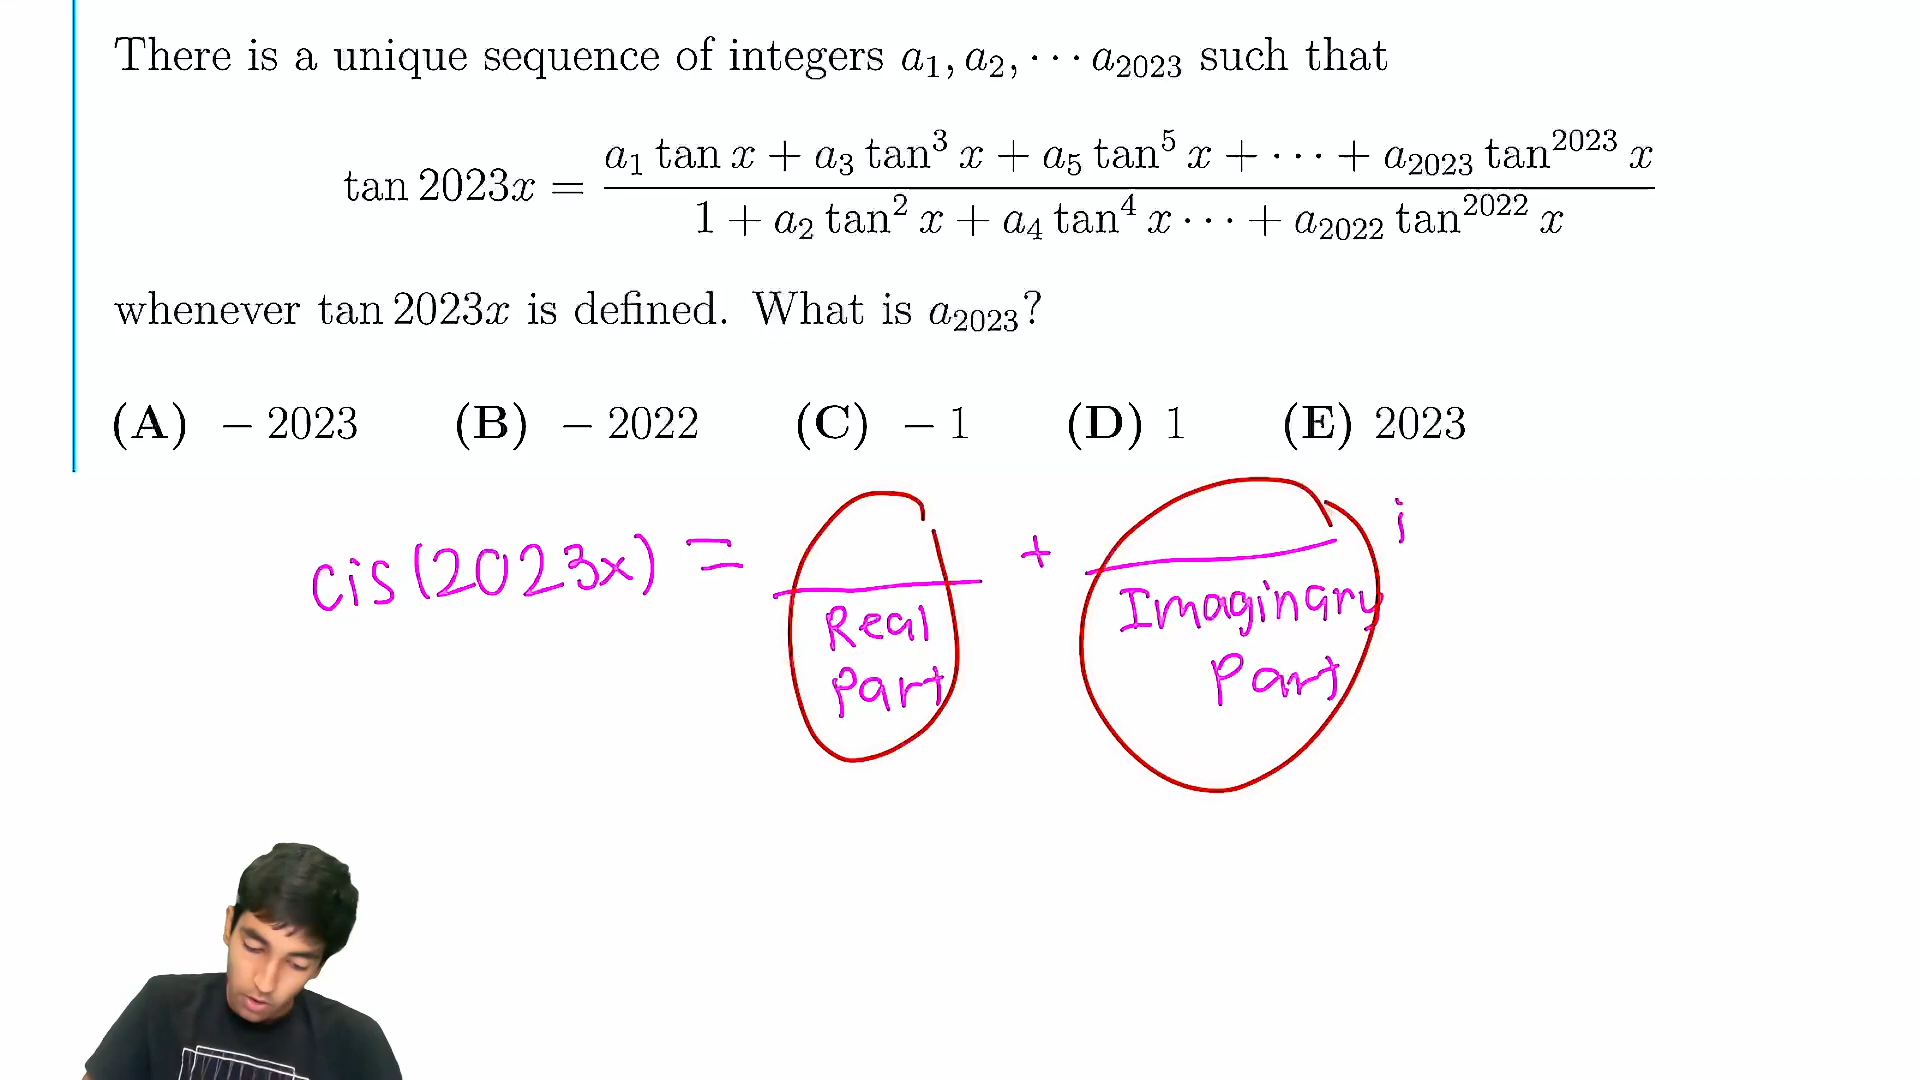 There is a unique sequence of integers a₁, a₂, ⋯ a₂₀₂₃ such that
tan 2023x = (a₁ tan x + a₃ tan³ x + a₅ tan⁵ x + ⋯ + a₂₀₂₃ tan²⁰²³ x) / (1 + a₂ tan² x + a₄ tan⁴ x ⋯ + a₂₀₂₂ tan²⁰²² x)
whenever tan 2023x is defined. What is a₂₀₂₃?
(A) − 2023 (B) − 2022 (C) − 1 (D) 1 (E) 2023
cis(2023x) = ___ + ___ i
Real Imaginary
Part Part